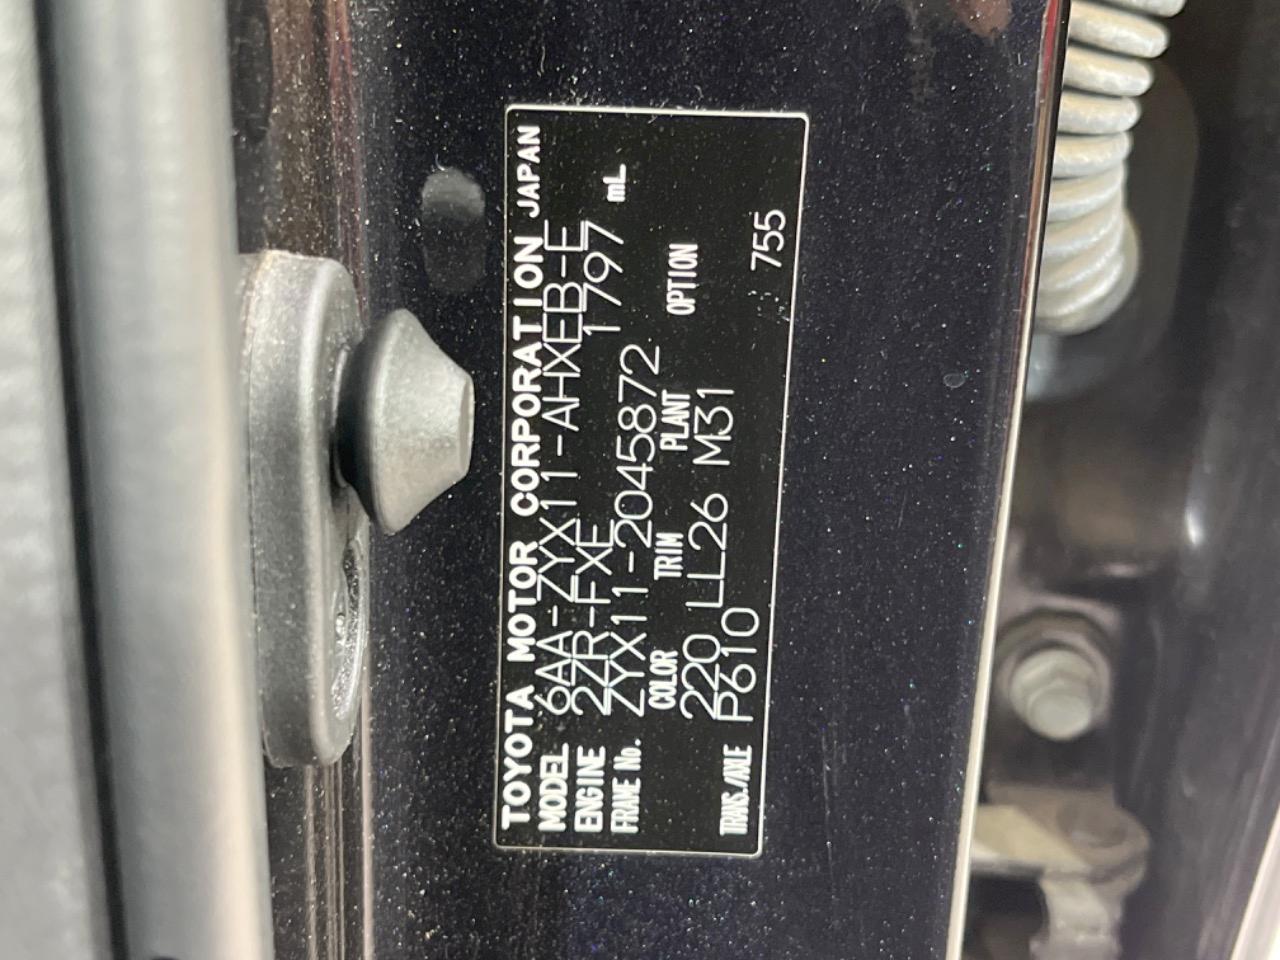 TOYOTA MOTOR CORPORATION JAPAN
MODEL 6AA-ZYX11-AHXEB-E
ENGINE 2ZR-FXE 1797 mL
FRAME No. ZYX11-2045872
COLOR TRIM PLANT OPTION
220 LL26 M31
TRANS./AXLE P610
755